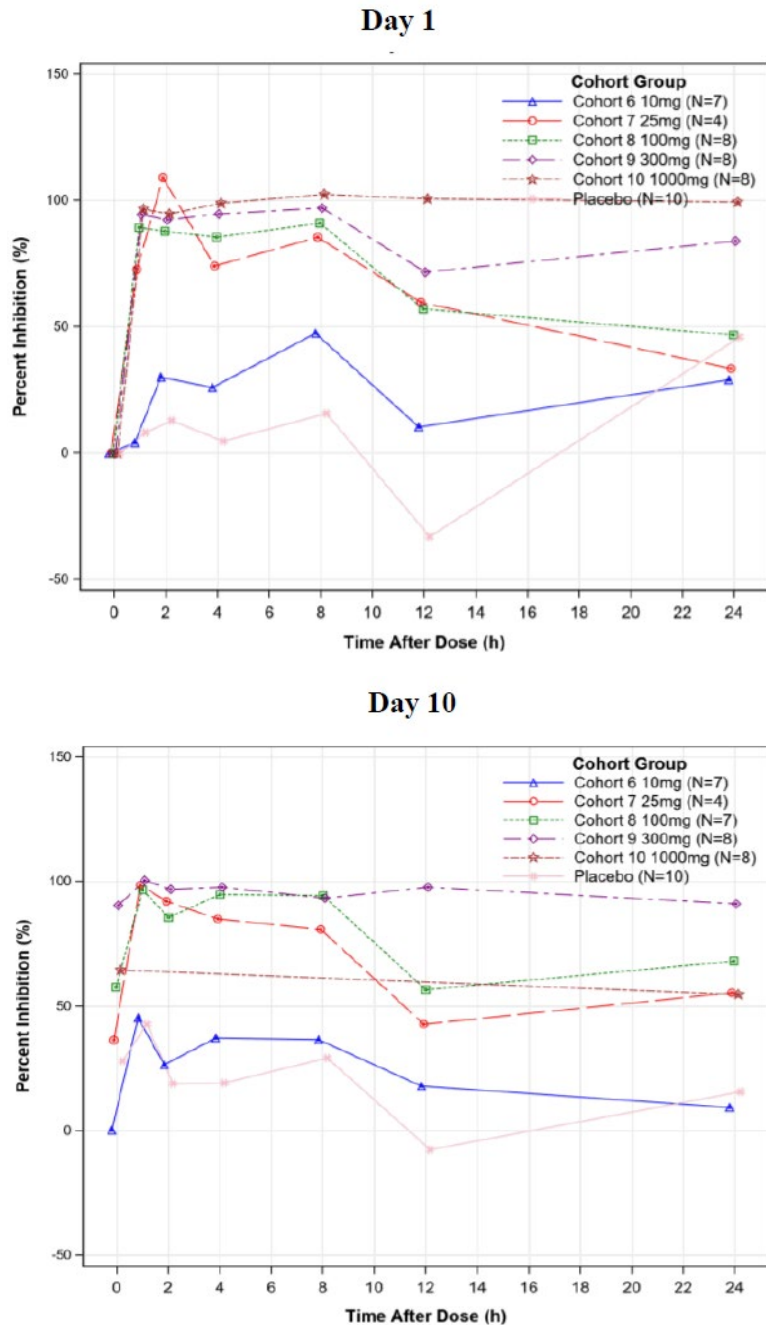 Day 1
150
100
50
0
-50
Percent Inhibition (%)
Cohort Group
Cohort 6 10mg (N=7)
Cohort 7 25mg (N=4)
Cohort 8 100mg (N=8)
Cohort 9 300mg (N=8)
Cohort 10 1000mg (N=8)
Placebo (N=10)
0 2 4 6 8 10 12 14 16 18 20 22 24
Time After Dose (h)
Day 10
150
100
50
0
-50
Percent Inhibition (%)
Cohort Group
Cohort 6 10mg (N=7)
Cohort 7 25mg (N=4)
Cohort 8 100mg (N=7)
Cohort 9 300mg (N=8)
Cohort 10 1000mg (N=8)
Placebo (N=10)
0 2 4 6 8 10 12 14 16 18 20 22 24
Time After Dose (h)